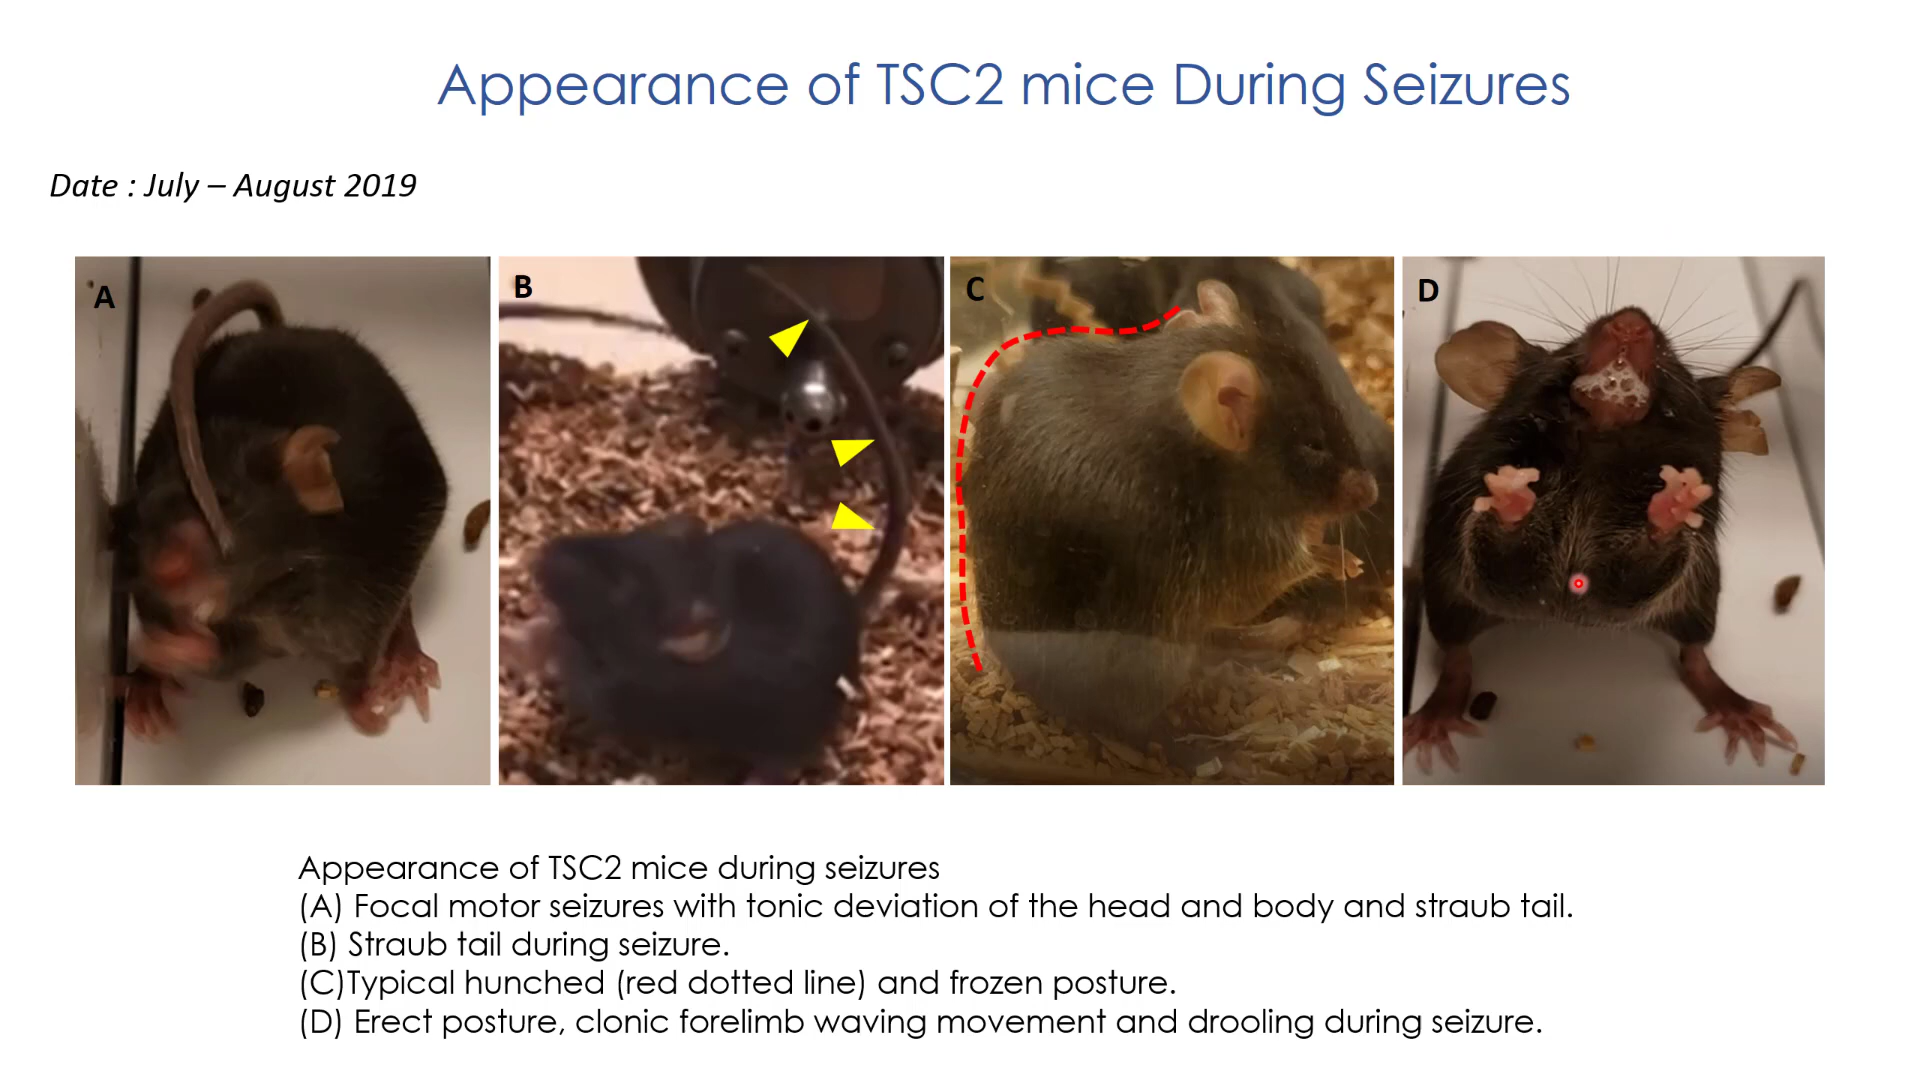 Appearance of TSC2 mice During Seizures
Date : July – August 2019
A
B
C
D
Appearance of TSC2 mice during seizures
(A) Focal motor seizures with tonic deviation of the head and body and straub tail.
(B) Straub tail during seizure.
(C)Typical hunched (red dotted line) and frozen posture.
(D) Erect posture, clonic forelimb waving movement and drooling during seizure.